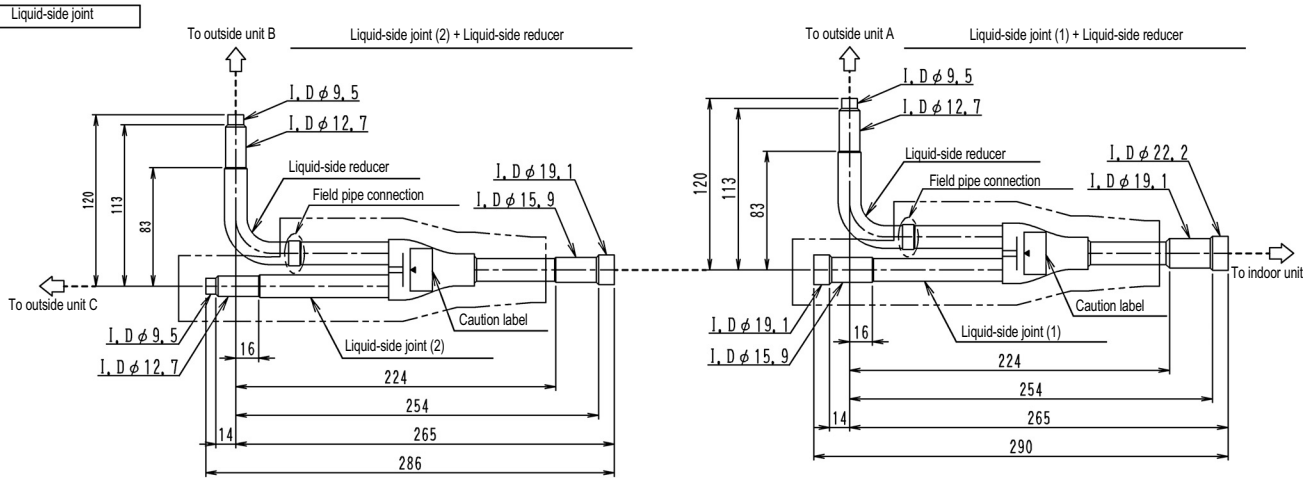 Liquid-side joint
To outside unit B
Liquid-side joint (2) + Liquid-side reducer
I. D φ 9. 5
I. D φ 12. 7
120
113
83
Liquid-side reducer
Field pipe connection
I. D φ 19. 1
I. D φ 15. 9
To outside unit C
I. D φ 9. 5
I. D φ 12. 7
16
Caution label
Liquid-side joint (2)
224
254
14
265
286
To outside unit A
Liquid-side joint (1) + Liquid-side reducer
I. D φ 9. 5
I. D φ 12. 7
120
113
83
Liquid-side reducer
Field pipe connection
I. D φ 22. 2
I. D φ 19. 1
To indoor unit
I. D φ 19. 1
I. D φ 15. 9
16
Caution label
Liquid-side joint (1)
224
254
14
265
290